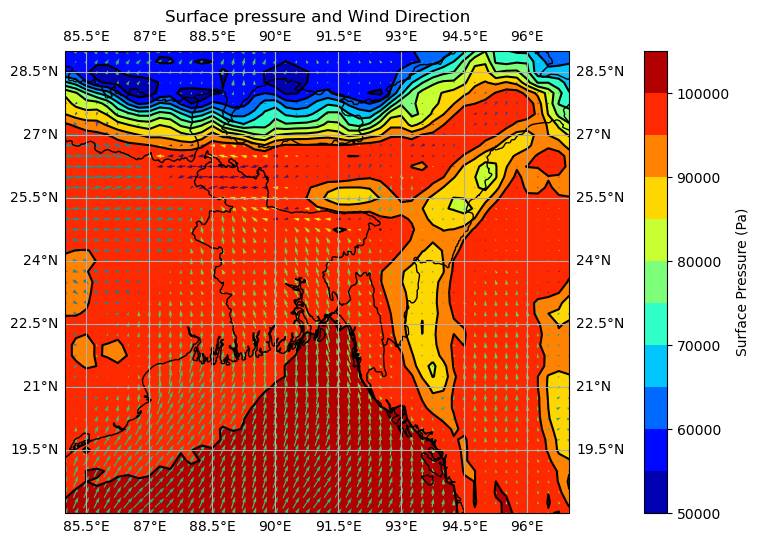 Surface pressure and Wind Direction
85.5°E 87°E 88.5°E 90°E 91.5°E 93°E 94.5°E 96°E
28.5°N 28.5°N 100000
27°N 27°N
25.5°N 25.5°N 90000
24°N 24°N 80000
22.5°N 22.5°N 70000
21°N 21°N 60000
19.5°N 19.5°N 50000
85.5°E 87°E 88.5°E 90°E 91.5°E 93°E 94.5°E 96°E
Surface Pressure (Pa)